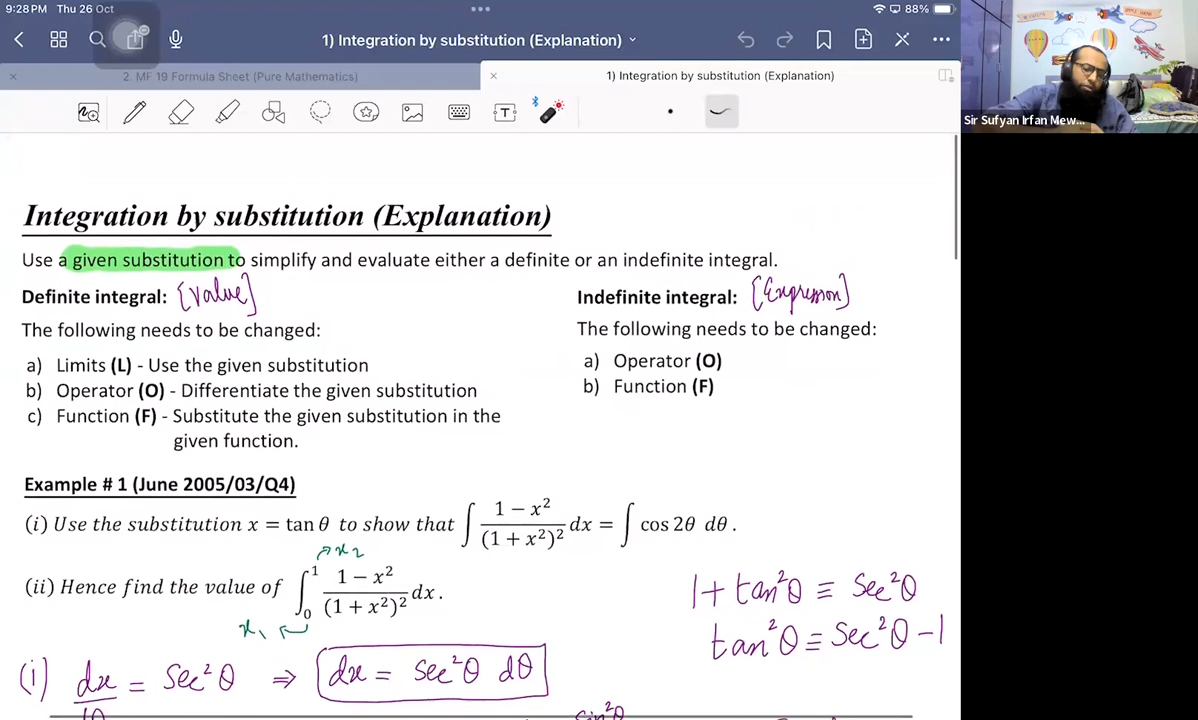 9:28 PM Thu 26 Oct
88%
1) Integration by substitution (Explanation)
2. MF 19 Formula Sheet (Pure Mathematics)
1) Integration by substitution (Explanation)
T
Sir Sufyan Irfan Mew...
Integration by substitution (Explanation)
Use a given substitution to simplify and evaluate either a definite or an indefinite integral.
Definite integral: [Value]
The following needs to be changed:
a) Limits (L) - Use the given substitution
b) Operator (O) - Differentiate the given substitution
c) Function (F) - Substitute the given substitution in the
given function.
Indefinite integral: [Expression]
The following needs to be changed:
a) Operator (O)
b) Function (F)
Example # 1 (June 2005/03/Q4)
(i) Use the substitution x = tan θ to show that ∫ (1 − x²)/(1 + x²)² dx = ∫ cos 2θ dθ .
x₂
(ii) Hence find the value of ∫₀¹ (1 − x²)/(1 + x²)² dx .
x₁
1 + tan²θ ≡ Sec²θ
tan²θ ≡ Sec²θ − 1
(i) dx/dθ = Sec²θ ⇒ dx = Sec²θ dθ
sin²θ